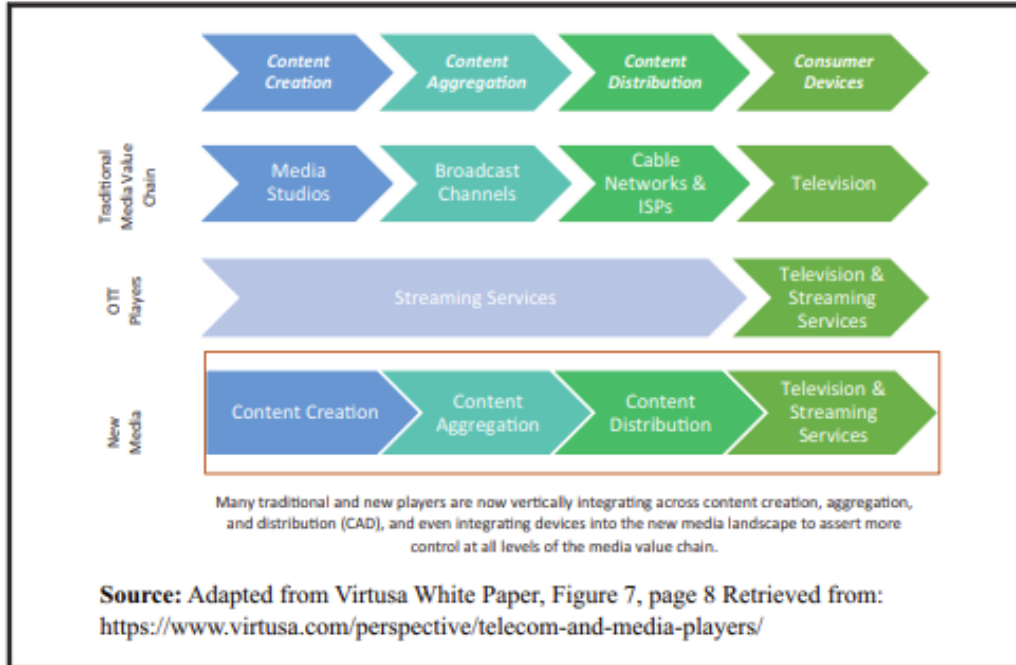 Content
Creation
Content
Aggregation
Content
Distribution
Consumer
Devices
Traditional
Media Value
Chain
Media
Studios
Broadcast
Channels
Cable
Networks &
ISPs
Television
OTT
Players
Streaming Services
Television &
Streaming
Services
New
Media
Content Creation
Content
Aggregation
Content
Distribution
Television &
Streaming
Services
Many traditional and new players are now vertically integrating across content creation, aggregation,
and distribution (CAD), and even integrating devices into the new media landscape to assert more
control at all levels of the media value chain.
Source: Adapted from Virtusa White Paper, Figure 7, page 8 Retrieved from:
https://www.virtusa.com/perspective/telecom-and-media-players/